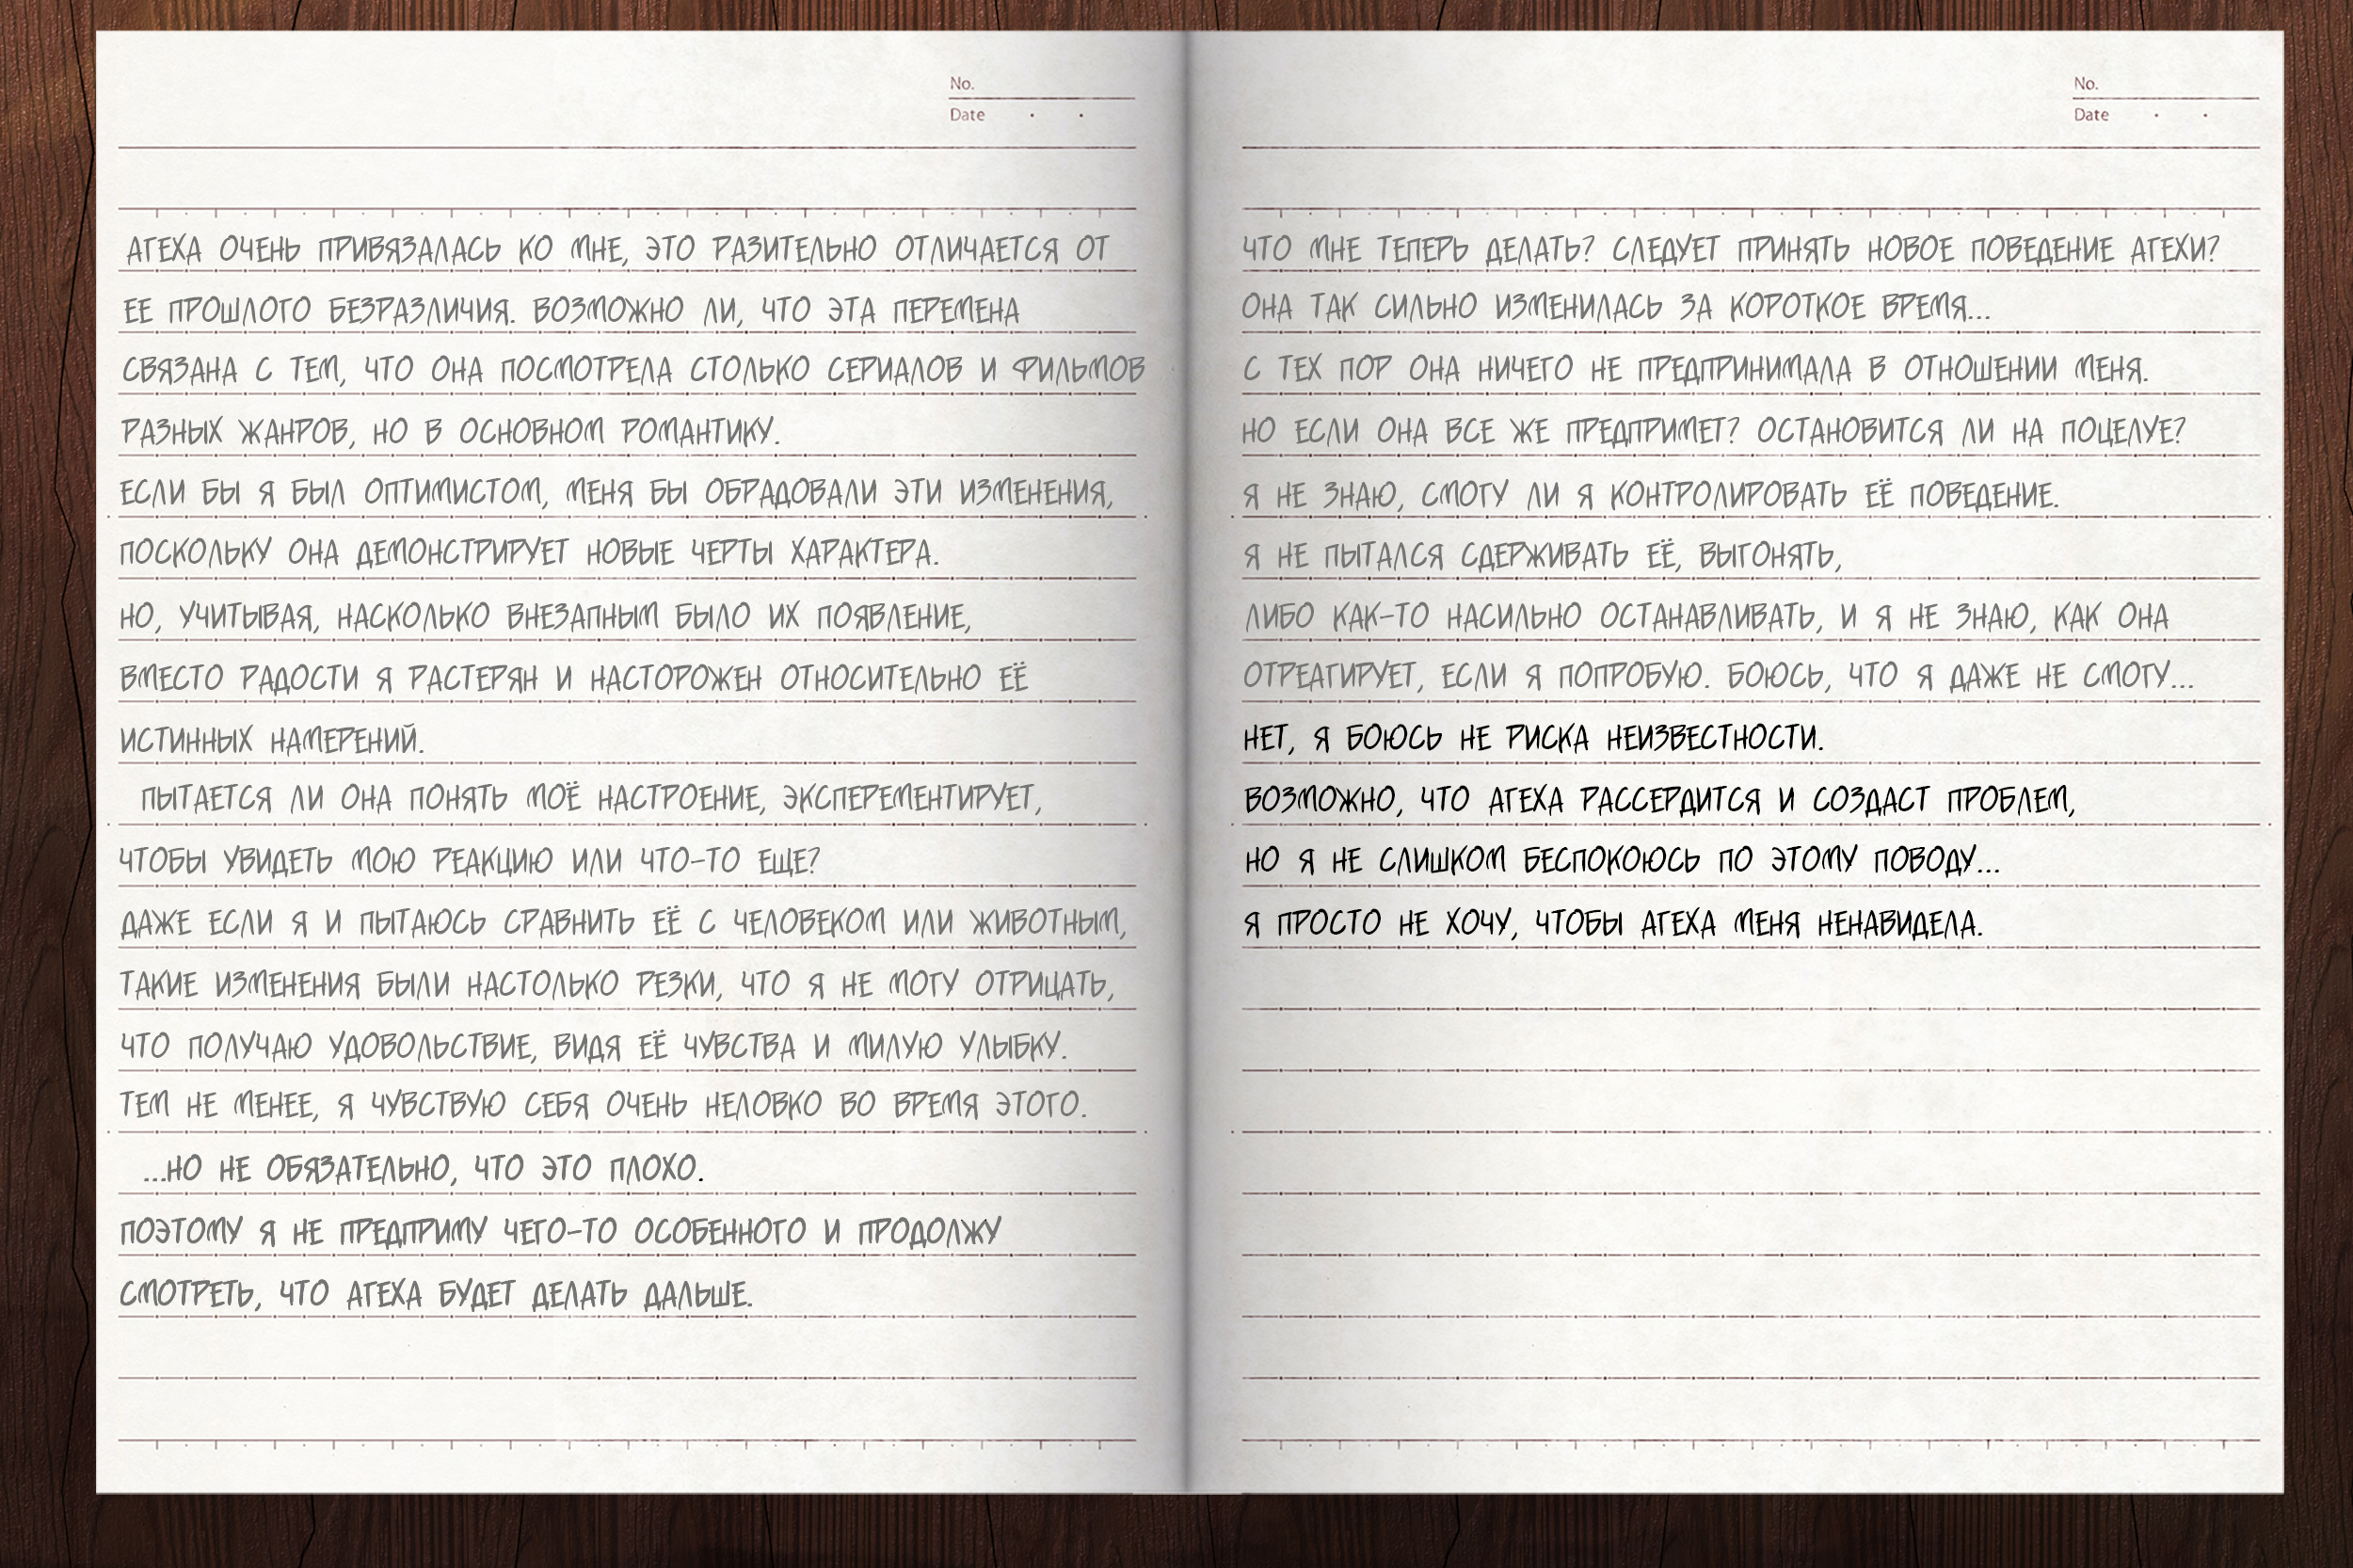 No.
Date
АГЕХА ОЧЕНЬ ПРИВЯЗАЛАСЬ КО МНЕ, ЭТО РАЗИТЕЛЬНО ОТЛИЧАЕТСЯ ОТ
ЕЕ ПРОШЛОГО БЕЗРАЗЛИЧИЯ. ВОЗМОЖНО ЛИ, ЧТО ЭТА ПЕРЕМЕНА
СВЯЗАНА С ТЕМ, ЧТО ОНА ПОСМОТРЕЛА СТОЛЬКО СЕРИАЛОВ И ФИЛЬМОВ
РАЗНЫХ ЖАНРОВ, НО В ОСНОВНОМ РОМАНТИКУ.
ЕСЛИ БЫ Я БЫЛ ОПТИМИСТОМ, МЕНЯ БЫ ОБРАДОВАЛИ ЭТИ ИЗМЕНЕНИЯ,
ПОСКОЛЬКУ ОНА ДЕМОНСТРИРУЕТ НОВЫЕ ЧЕРТЫ ХАРАКТЕРА.
НО, УЧИТЫВАЯ, НАСКОЛЬКО ВНЕЗАПНЫМ БЫЛО ИХ ПОЯВЛЕНИЕ,
ВМЕСТО РАДОСТИ Я РАСТЕРЯН И НАСТОРОЖЕН ОТНОСИТЕЛЬНО ЕЁ
ИСТИННЫХ НАМЕРЕНИЙ.
ПЫТАЕТСЯ ЛИ ОНА ПОНЯТЬ МОЁ НАСТРОЕНИЕ, ЭКСПЕРЕМЕНТИРУЕТ,
ЧТОБЫ УВИДЕТЬ МОЮ РЕАКЦИЮ ИЛИ ЧТО-ТО ЕЩЕ?
ДАЖЕ ЕСЛИ Я И ПЫТАЮСЬ СРАВНИТЬ ЕЁ С ЧЕЛОВЕКОМ ИЛИ ЖИВОТНЫМ,
ТАКИЕ ИЗМЕНЕНИЯ БЫЛИ НАСТОЛЬКО РЕЗКИ, ЧТО Я НЕ МОГУ ОТРИЦАТЬ,
ЧТО ПОЛУЧАЮ УДОВОЛЬСТВИЕ, ВИДЯ ЕЁ ЧУВСТВА И МИЛУЮ УЛЫБКУ.
ТЕМ НЕ МЕНЕЕ, Я ЧУВСТВУЮ СЕБЯ ОЧЕНЬ НЕЛОВКО ВО ВРЕМЯ ЭТОГО.
...НО НЕ ОБЯЗАТЕЛЬНО, ЧТО ЭТО ПЛОХО.
ПОЭТОМУ Я НЕ ПРЕДПРИМУ ЧЕГО-ТО ОСОБЕННОГО И ПРОДОЛЖУ
СМОТРЕТЬ, ЧТО АГЕХА БУДЕТ ДЕЛАТЬ ДАЛЬШЕ.
No.
Date
ЧТО МНЕ ТЕПЕРЬ ДЕЛАТЬ? СЛЕДУЕТ ПРИНЯТЬ НОВОЕ ПОВЕДЕНИЕ АГЕХИ?
ОНА ТАК СИЛЬНО ИЗМЕНИЛАСЬ ЗА КОРОТКОЕ ВРЕМЯ...
С ТЕХ ПОР ОНА НИЧЕГО НЕ ПРЕДПРИНИМАЛА В ОТНОШЕНИИ МЕНЯ.
НО ЕСЛИ ОНА ВСЕ ЖЕ ПРЕДПРИМЕТ? ОСТАНОВИТСЯ ЛИ НА ПОЦЕЛУЕ?
Я НЕ ЗНАЮ, СМОГУ ЛИ Я КОНТРОЛИРОВАТЬ ЕЁ ПОВЕДЕНИЕ.
Я НЕ ПЫТАЛСЯ СДЕРЖИВАТЬ ЕЁ, ВЫГОНЯТЬ,
ЛИБО КАК-ТО НАСИЛЬНО ОСТАНАВЛИВАТЬ, И Я НЕ ЗНАЮ, КАК ОНА
ОТРЕАГИРУЕТ, ЕСЛИ Я ПОПРОБУЮ. БОЮСЬ, ЧТО Я ДАЖЕ НЕ СМОГУ...
НЕТ, Я БОЮСЬ НЕ РИСКА НЕИЗВЕСТНОСТИ.
ВОЗМОЖНО, ЧТО АГЕХА РАССЕРДИТСЯ И СОЗДАСТ ПРОБЛЕМ,
НО Я НЕ СЛИШКОМ БЕСПОКОЮСЬ ПО ЭТОМУ ПОВОДУ...
Я ПРОСТО НЕ ХОЧУ, ЧТОБЫ АГЕХА МЕНЯ НЕНАВИДЕЛА.